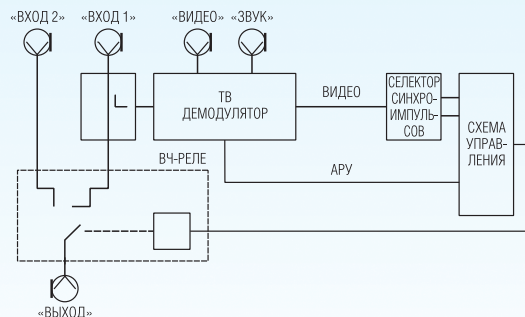 «ВХОД 2» «ВХОД 1» «ВИДЕО» «ЗВУК»
ТВ
ДЕМОДУЛЯТОР
ВИДЕО
СЕЛЕКТОР
СИНХРО-
ИМПУЛЬ-
СОВ
СХЕМА
УПРАВ-
ЛЕНИЯ
ВЧ-РЕЛЕ
АРУ
«ВЫХОД»